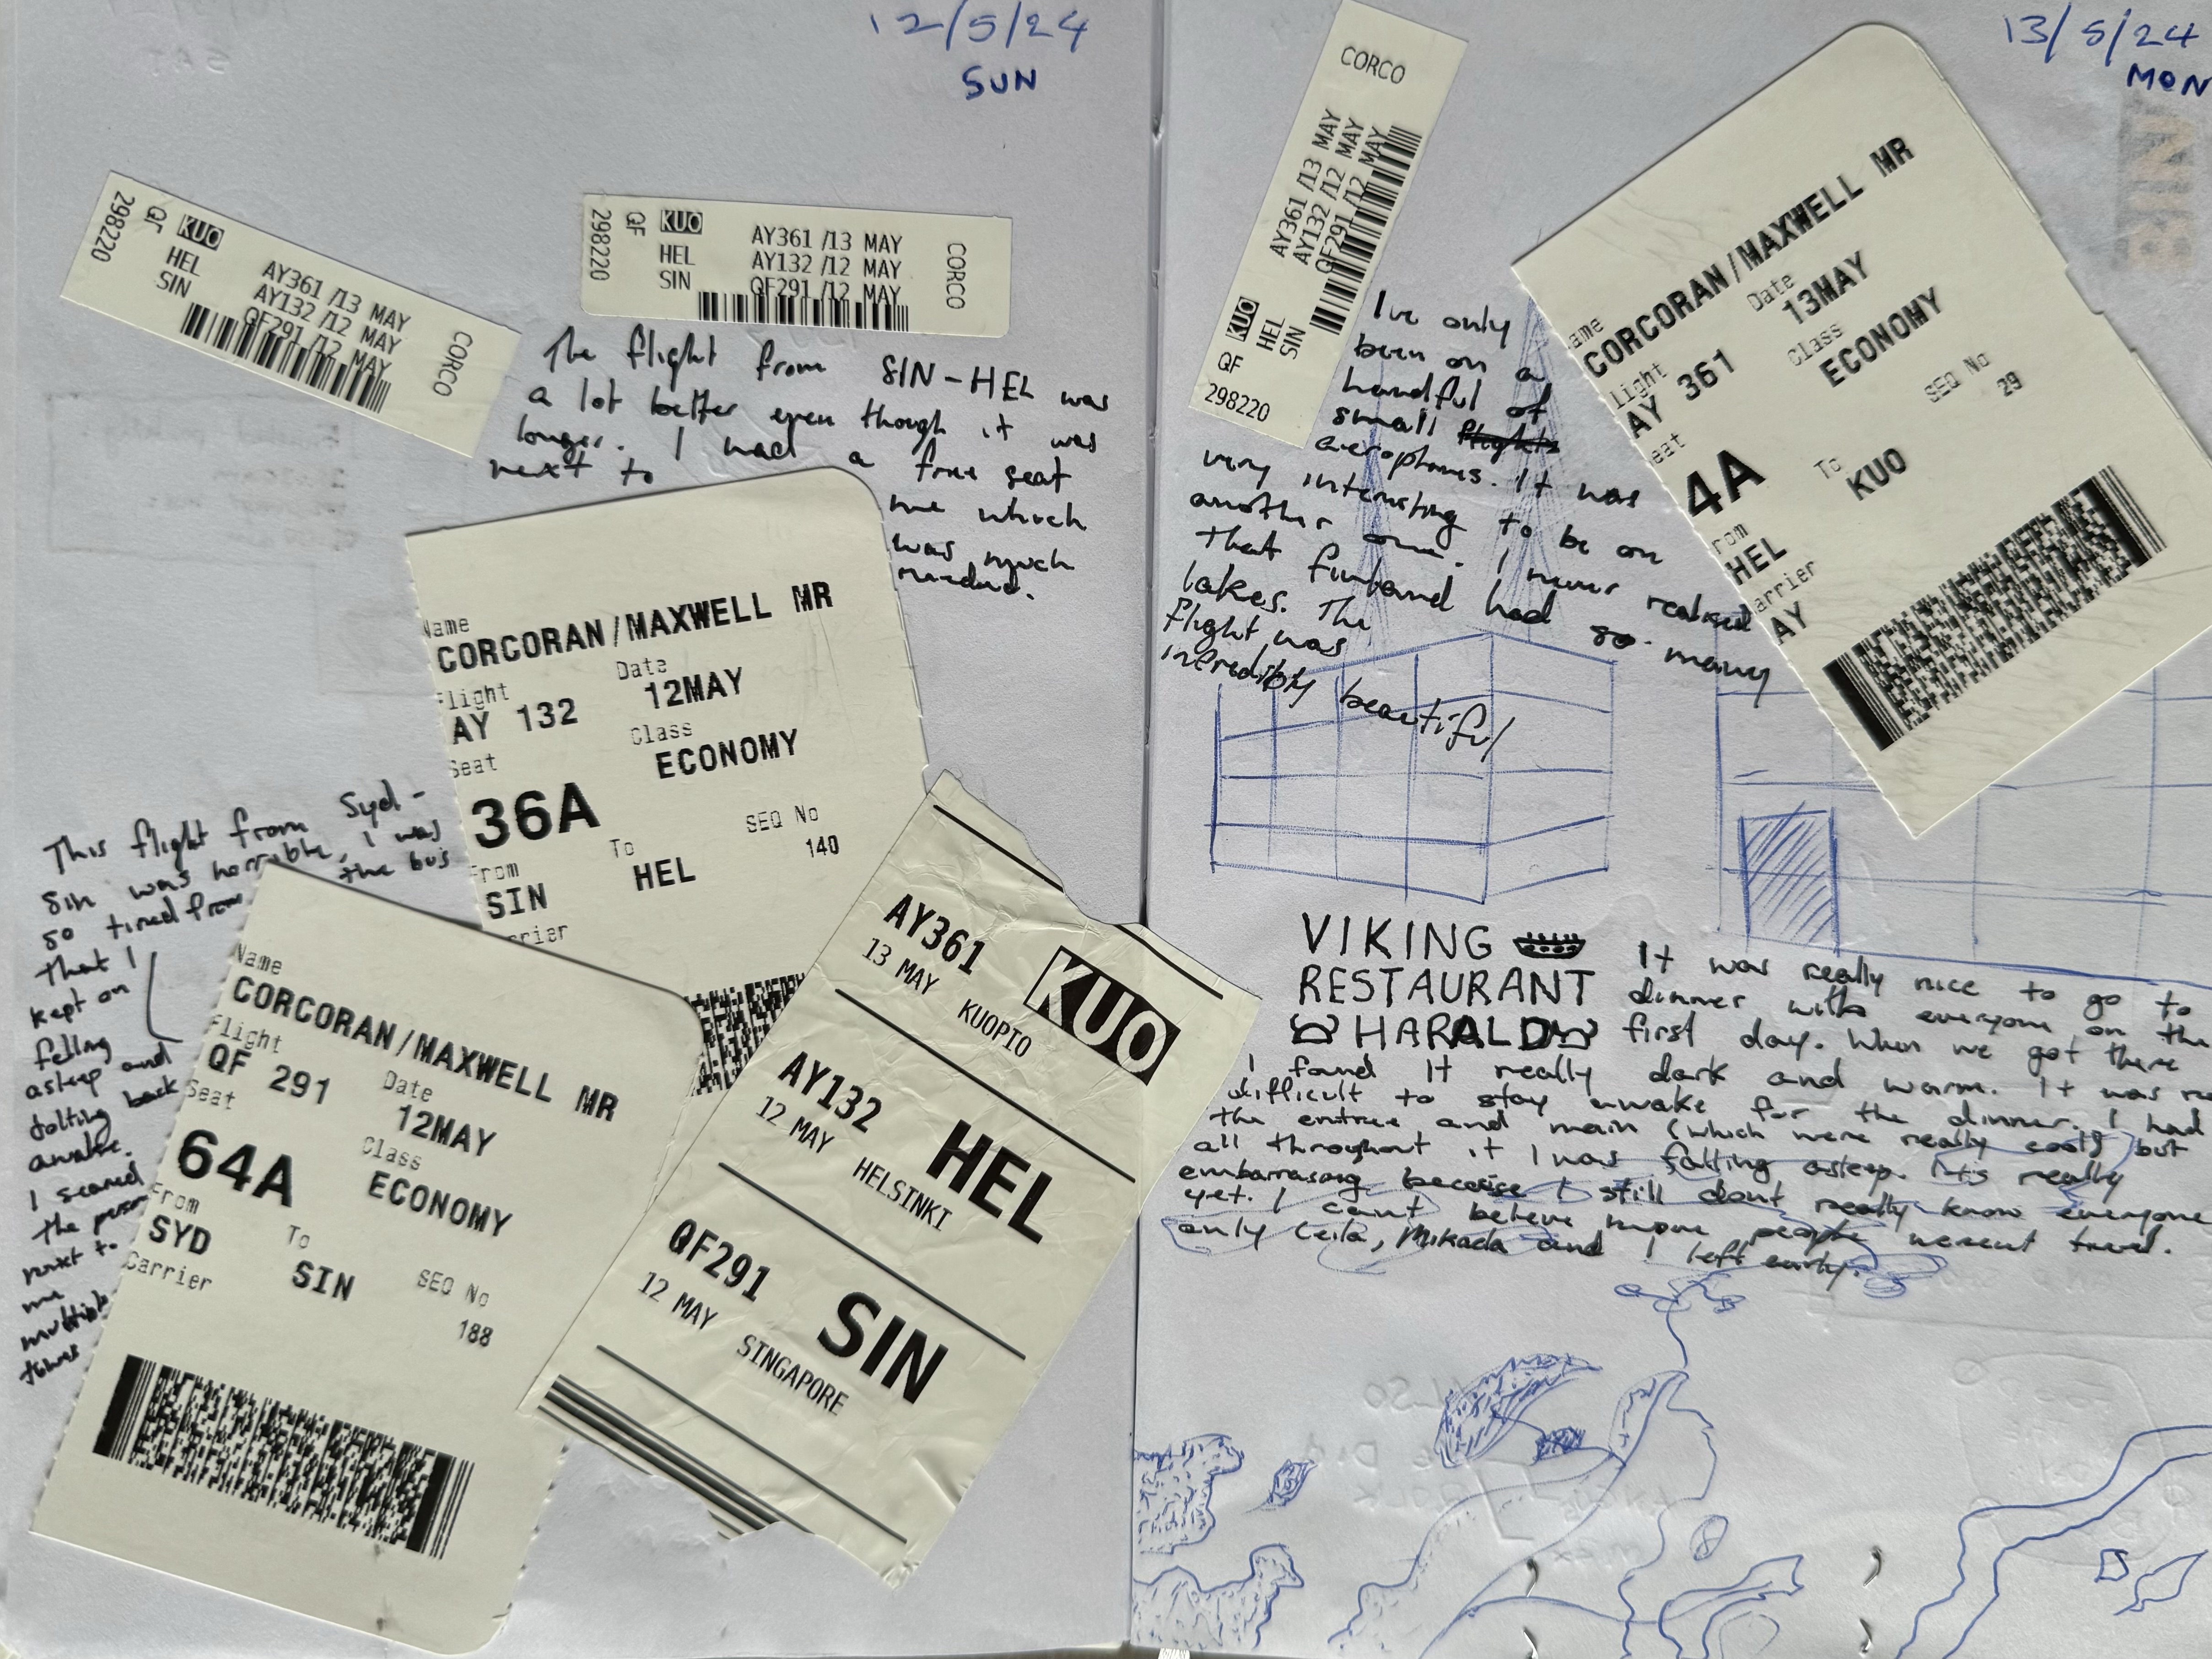 12/5/24
SUN
298220
QF
KUO
HEL
SIN
AY361 /13 MAY
AY132 /12 MAY
QF291 /12 MAY
CORCO
298220
QF
KUO
HEL
SIN
AY361 /13 MAY
AY132 /12 MAY
QF291 /12 MAY
CORCO
The flight from SIN-HEL was
a lot better even though it was
longer. I had a free seat
next to
me which
was much
needed.
Name
CORCORAN/MAXWELL MR
Flight
Date
AY 132
12MAY
Seat
Class
36A
ECONOMY
From
To
SEQ No
SIN
HEL
140
This flight from Syd-
Sin was horrible, I was
so tired from the bus
that I
kept on
falling
asleep and
jolting back
awake.
I scared
the person
next to
me
multiple
times
Name
CORCORAN/MAXWELL MR
Flight
Date
QF 291
12MAY
Seat
Class
64A
ECONOMY
From
To
SEQ No
SYD
SIN
188
Carrier
AY361
KUO
13 MAY
KUOPIO
AY132
HEL
12 MAY
HELSINKI
QF291
SIN
12 MAY
SINGAPORE
13/5/24
MON
CORCO
AY361 /13 MAY
AY132 /12 MAY
QF291 /12 MAY
KUO
HEL
SIN
QF
298220
I've only
been on a
handful of
small flights
aeroplanes. It was
very interesting to be on
another one. I never realised
that finland had so many
lakes. The
flight was
incredibly beautiful
ame
CORCORAN/MAXWELL MR
light
Date
AY 361
13MAY
eat
Class
4A
ECONOMY
rom
To
SEQ No
HEL
KUO
29
arrier
AY
VIKING
RESTAURANT
HARALD
It was really nice to go to
dinner with everyone on the
first day. When we got there
I found it really dark and warm. It was re
difficult to stay awake for the dinner. I had
the entree and main (which were really cost) but
all throughout it I was falling asleep. It's really
embarrasong because I still dont really know everyone
yet. I cant believe more people werent tired.
only Ceila, Mikada and I left early.